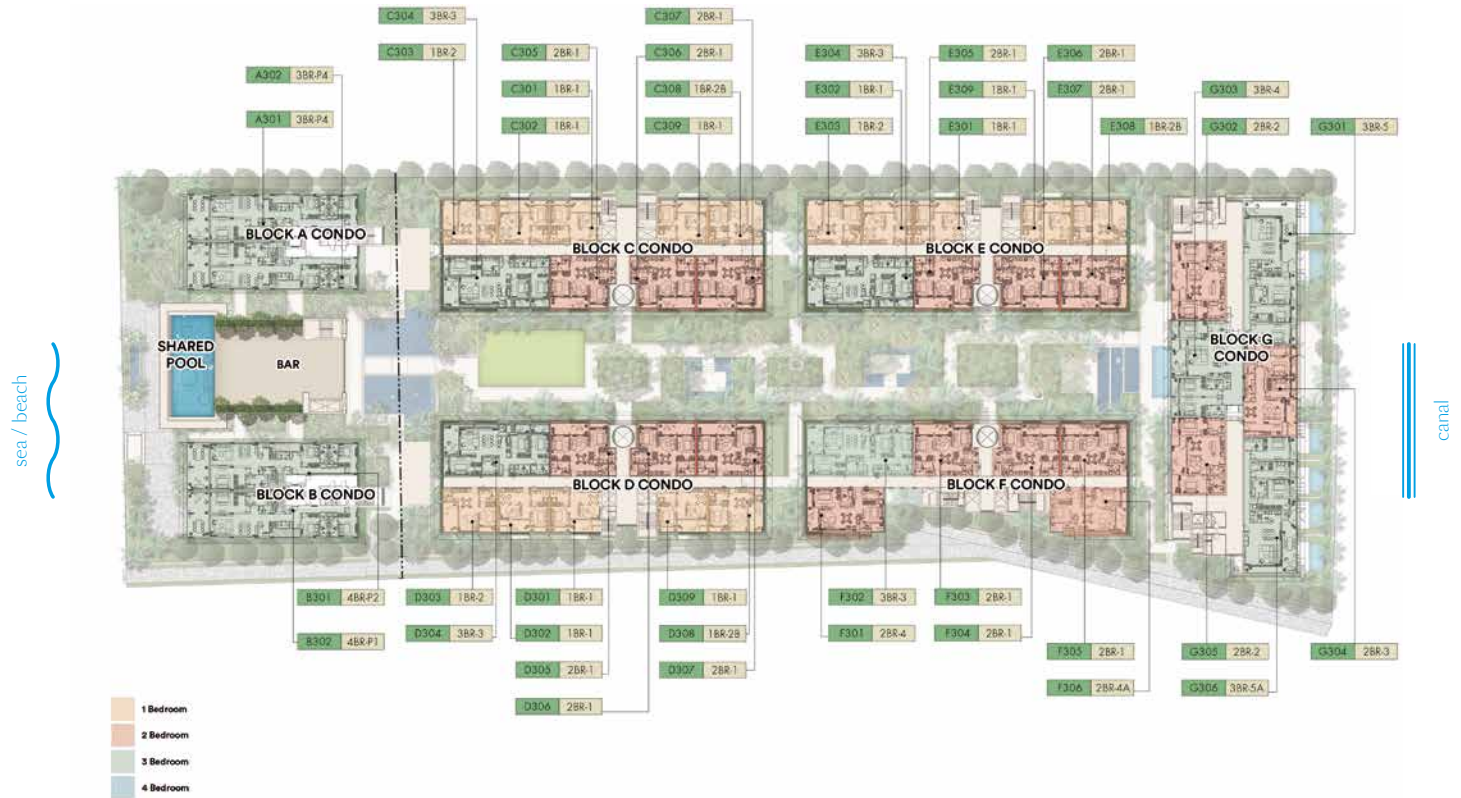 C304 3BR-3
C307 2BR-1
C303 1BR-2
C305 2BR-1
C306 2BR-1
E304 3BR-3
E305 2BR-1
E306 2BR-1
A302 3BR-P4
C301 1BR-1
C308 1BR-2B
E302 1BR-1
E309 1BR-1
E307 2BR-1
G303 3BR-4
A301 3BR-P4
C302 1BR-1
C309 1BR-1
E303 1BR-2
E301 1BR-1
E308 1BR-2B
G302 2BR-2
G301 3BR-5
BLOCK A CONDO
BLOCK C CONDO
BLOCK E CONDO
BLOCK G
CONDO
SHARED
POOL
BAR
sea / beach
canal
BLOCK B CONDO
BLOCK D CONDO
BLOCK F CONDO
B301 4BR-P2
D303 1BR-2
D301 1BR-1
D309 1BR-1
F302 3BR-3
F303 2BR-1
B302 4BR-P1
D304 3BR-3
D302 1BR-1
D308 1BR-2B
F301 2BR-4
F304 2BR-1
D305 2BR-1
D307 2BR-1
F305 2BR-1
G305 2BR-2
G304 2BR-3
D306 2BR-1
F306 2BR-4A
G306 3BR-5A
1 Bedroom
2 Bedroom
3 Bedroom
4 Bedroom